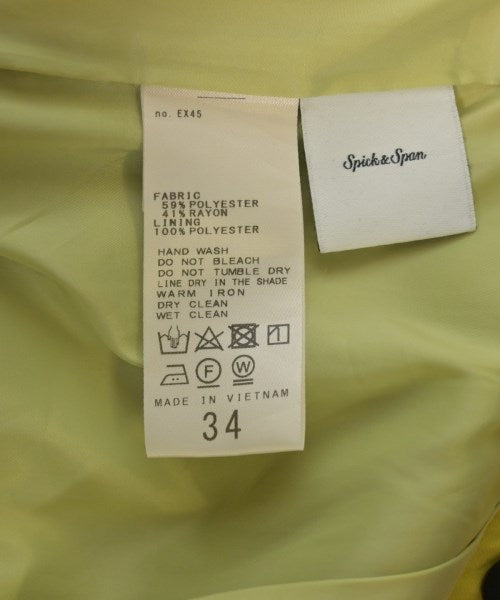 no. EX45
Spick & Span
FABRIC
59% POLYESTER
41% RAYON
LINING
100% POLYESTER
HAND WASH
DO NOT BLEACH
DO NOT TUMBLE DRY
LINE DRY IN THE SHADE
WARM IRON
DRY CLEAN
WET CLEAN
F W
MADE IN VIETNAM
34